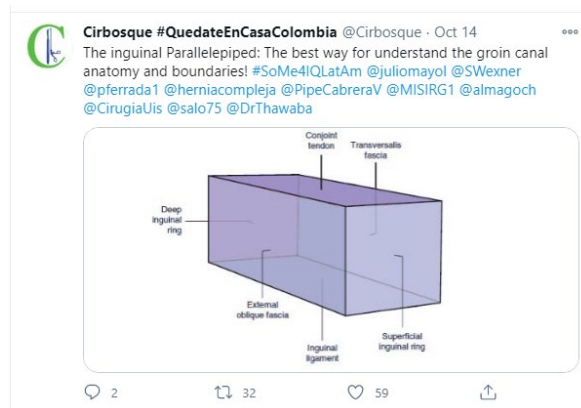 Cirbosque #QuedateEnCasaColombia @Cirbosque · Oct 14
The inguinal Parallelepiped: The best way for understand the groin canal
anatomy and boundaries! #SoMe4IQLatAm @juliomayol @SWexner
@pferrada1 @herniacompleja @PipeCabreraV @MISIRG1 @almagoch
@CirugiaUis @salo75 @DrThawaba
Conjoint
tendon
Transversalis
fascia
Deep
inguinal
ring
External
oblique fascia
Inguinal
ligament
Superficial
inguinal ring
2 32 59